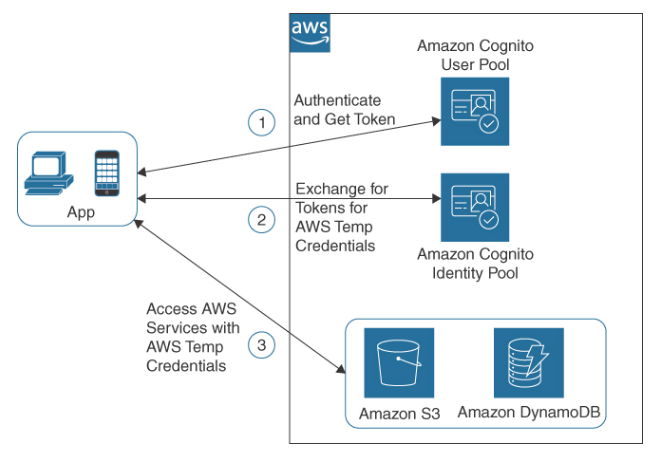 aws
Amazon Cognito
User Pool
Authenticate
and Get Token
1
App
Exchange for
Tokens for
AWS Temp
Credentials
2
Amazon Cognito
Identity Pool
Access AWS
Services with
AWS Temp
Credentials
3
Amazon S3
Amazon DynamoDB